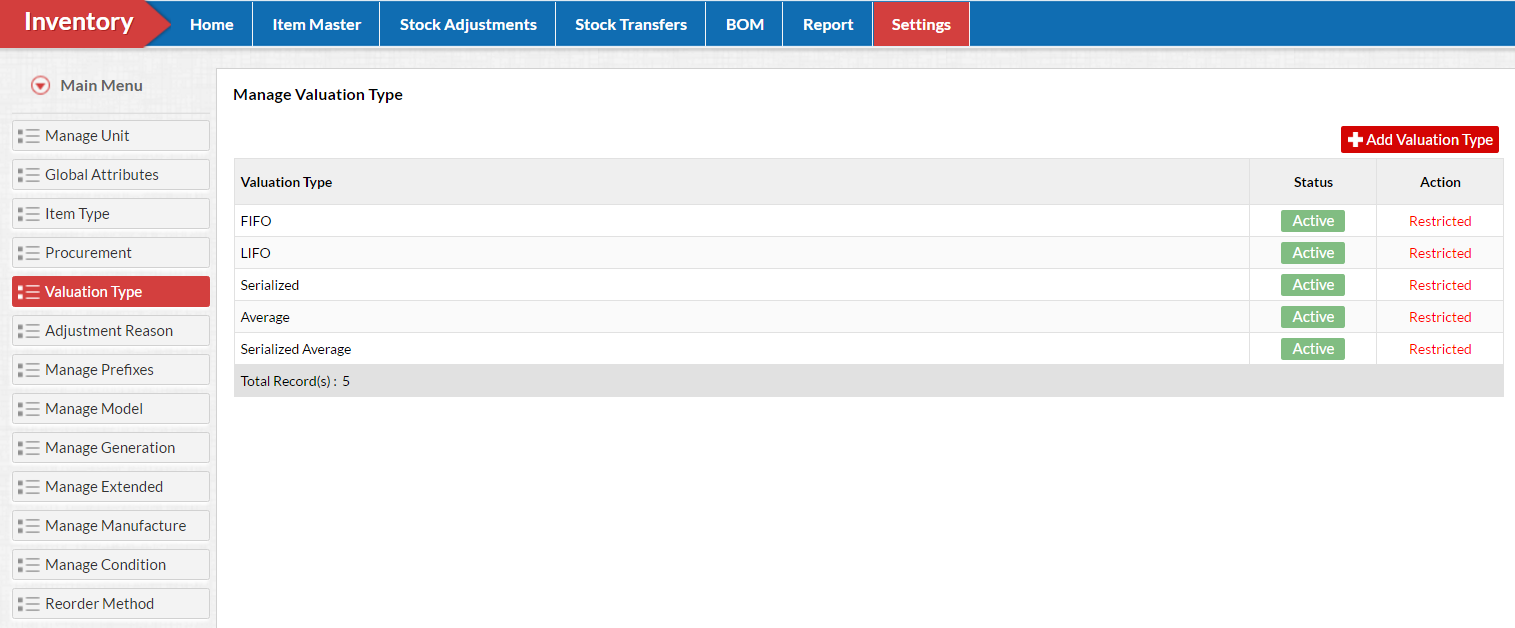 Inventory
Home Item Master Stock Adjustments Stock Transfers BOM Report Settings
Main Menu
Manage Unit
Global Attributes
Item Type
Procurement
Valuation Type
Adjustment Reason
Manage Prefixes
Manage Model
Manage Generation
Manage Extended
Manage Manufacture
Manage Condition
Reorder Method
Manage Valuation Type
Add Valuation Type
Valuation Type Status Action
FIFO Active Restricted
LIFO Active Restricted
Serialized Active Restricted
Average Active Restricted
Serialized Average Active Restricted
Total Record(s) : 5